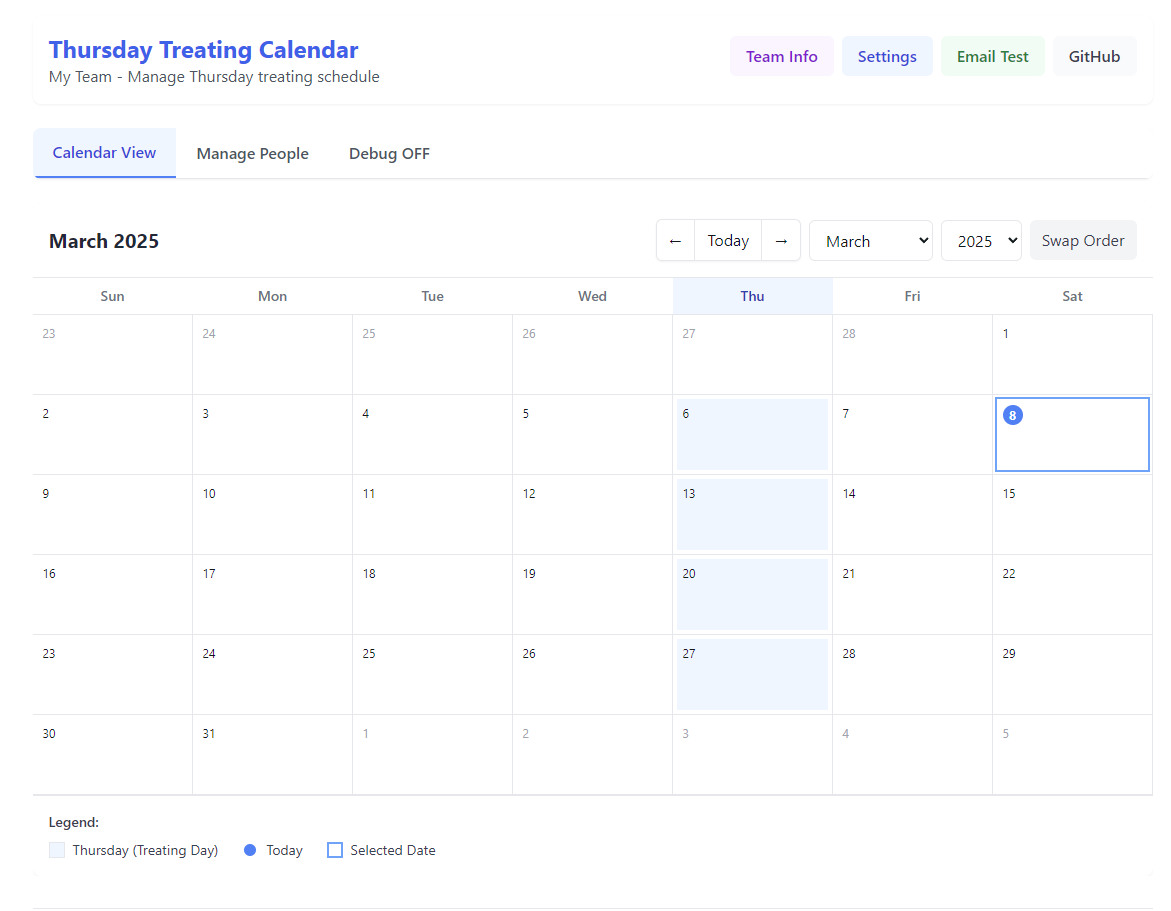 Thursday Treating Calendar
My Team - Manage Thursday treating schedule
Team Info Settings Email Test GitHub
Calendar View Manage People Debug OFF
March 2025 ← Today → March 2025 Swap Order
Sun Mon Tue Wed Thu Fri Sat
23 24 25 26 27 28 1
2 3 4 5 6 7 8
9 10 11 12 13 14 15
16 17 18 19 20 21 22
23 24 25 26 27 28 29
30 31 1 2 3 4 5
Legend:
Thursday (Treating Day) Today Selected Date